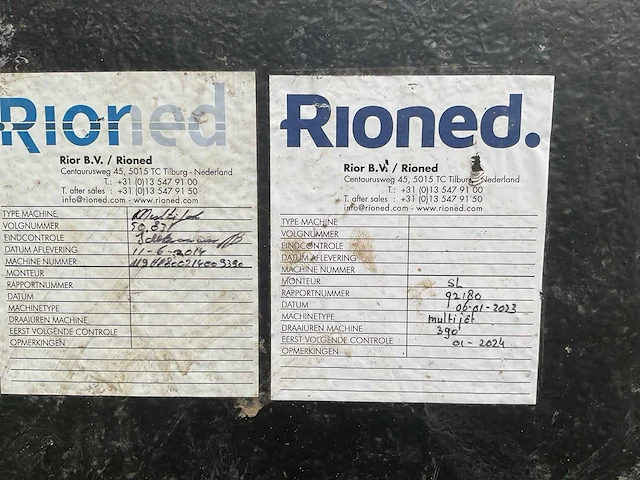 Rioned
Rior B.V. / Rioned
Centaurusweg 45, 5015 TC Tilburg - Nederland
T.: +31 (0)13 547 91 00
T. after sales : +31 (0)13 547 91 50
info@rioned.com - www.rioned.com
TYPE MACHINE
VOLGNUMMER 50.831
EINDCONTROLE
DATUM AFLEVERING 11-6-2014
MACHINE NUMMER
MONTEUR
RAPPORTNUMMER
DATUM
MACHINETYPE
DRAAIUREN MACHINE
EERST VOLGENDE CONTROLE
OPMERKINGEN
Rioned.
Rior B.V. / Rioned
Centaurusweg 45, 5015 TC Tilburg - Nederland
T.: +31 (0)13 547 91 00
T. after sales : +31 (0)13 547 91 50
info@rioned.com - www.rioned.com
TYPE MACHINE
VOLGNUMMER
EINDCONTROLE
DATUM AFLEVERING
MACHINE NUMMER
MONTEUR SL
RAPPORTNUMMER 92180
DATUM 06-01-2023
MACHINETYPE multijet
DRAAIUREN MACHINE 390
EERST VOLGENDE CONTROLE 01-2024
OPMERKINGEN